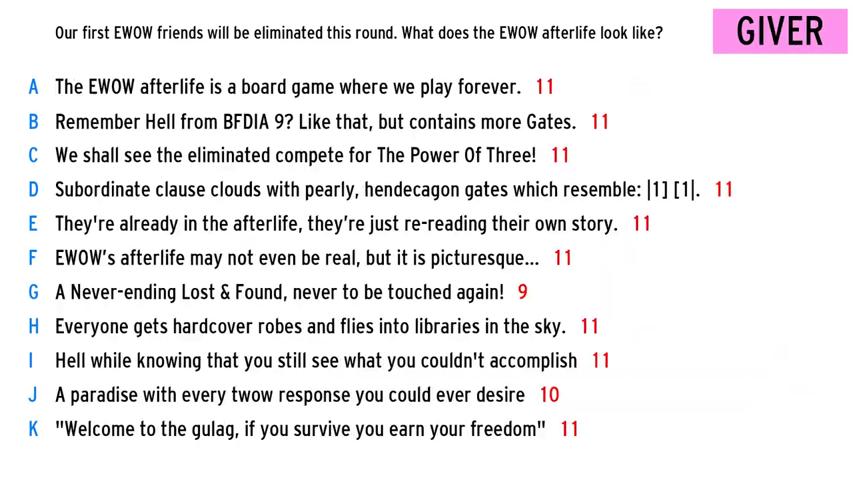 Our first EWOW friends will be eliminated this round. What does the EWOW afterlife look like?
GIVER
A The EWOW afterlife is a board game where we play forever. 11
B Remember Hell from BFDIA 9? Like that, but contains more Gates. 11
C We shall see the eliminated compete for The Power Of Three! 11
D Subordinate clause clouds with pearly, hendecagon gates which resemble: |1] [1|. 11
E They're already in the afterlife, they’re just re-reading their own story. 11
F EWOW’s afterlife may not even be real, but it is picturesque... 11
G A Never-ending Lost & Found, never to be touched again! 9
H Everyone gets hardcover robes and flies into libraries in the sky. 11
I Hell while knowing that you still see what you couldn't accomplish 11
J A paradise with every twow response you could ever desire 10
K "Welcome to the gulag, if you survive you earn your freedom" 11